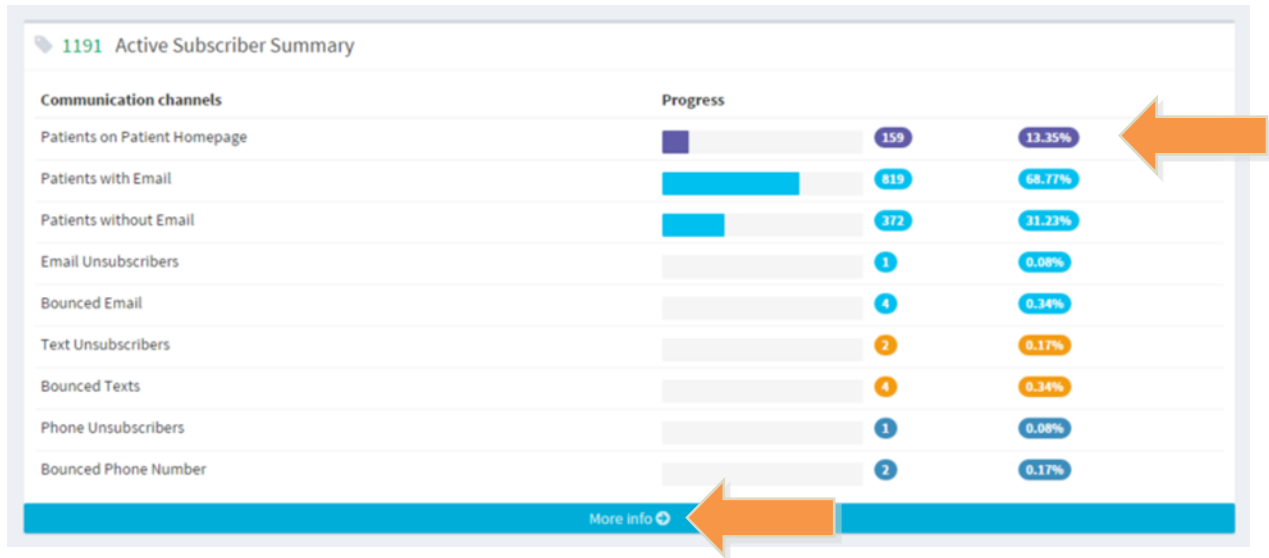 1191 Active Subscriber Summary
Communication channels Progress
Patients on Patient Homepage 159 13.35%
Patients with Email 819 68.77%
Patients without Email 372 31.23%
Email Unsubscribers 1 0.08%
Bounced Email 4 0.34%
Text Unsubscribers 2 0.17%
Bounced Texts 4 0.34%
Phone Unsubscribers 1 0.08%
Bounced Phone Number 2 0.17%
More info